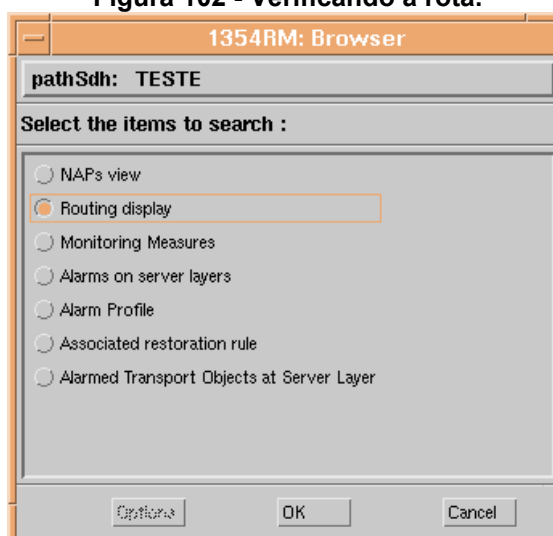 Figura 102 - Verificando a rota.
1354RM: Browser
pathSdh: TESTE
Select the items to search :
NAPs view
Routing display
Monitoring Measures
Alarms on server layers
Alarm Profile
Associated restoration rule
Alarmed Transport Objects at Server Layer
Options
OK
Cancel